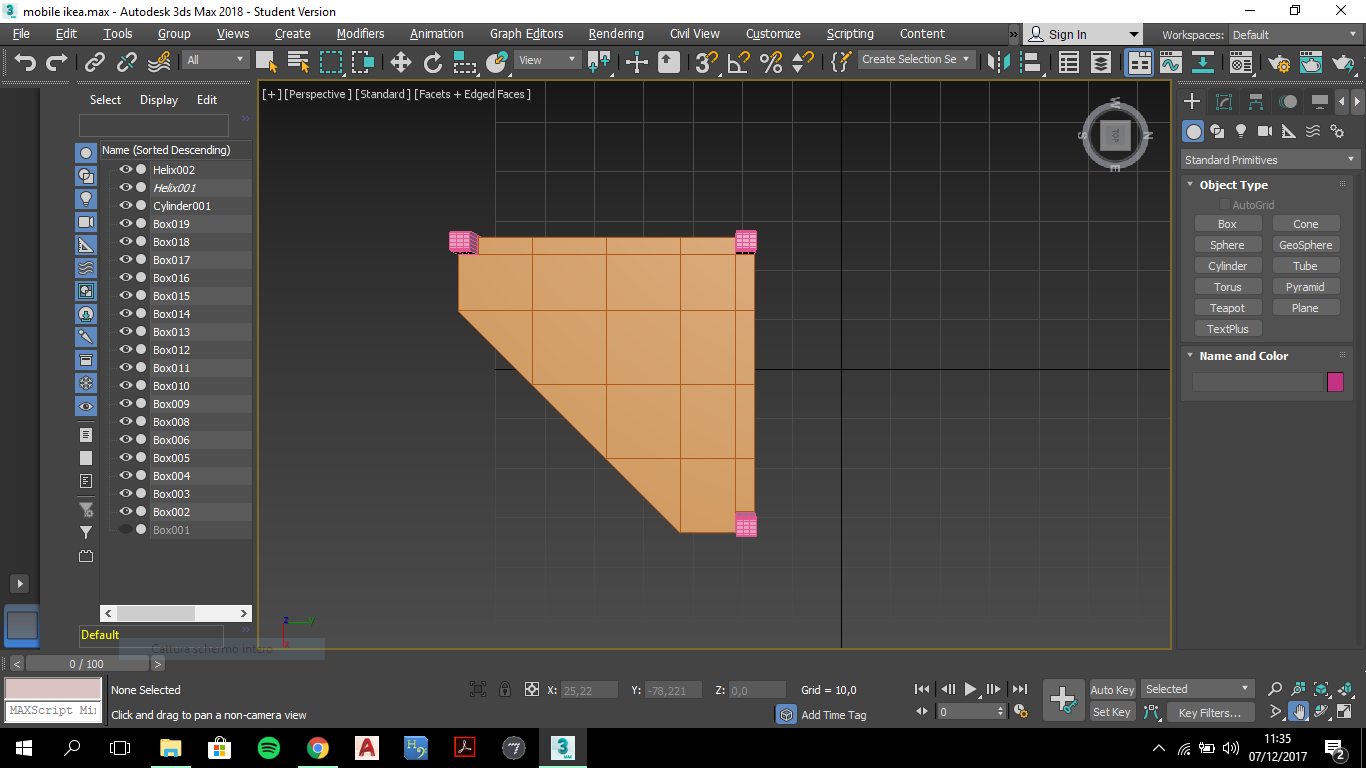 mobile ikea.max - Autodesk 3ds Max 2018 - Student Version
File Edit Tools Group Views Create Modifiers Animation Graph Editors Rendering Civil View Customize Scripting Content » Sign In Workspaces: Default
All View Create Selection Se
Select Display Edit
[+] [Perspective] [Standard] [Facets + Edged Faces]
Name (Sorted Descending)
Helix002
Helix001
Cylinder001
Box019
Box018
Box017
Box016
Box015
Box014
Box013
Box012
Box011
Box010
Box009
Box008
Box006
Box005
Box004
Box003
Box002
Box001
Default
Cattura schermo intero
W
S TOP N
E
z y
x
Standard Primitives
Object Type
AutoGrid
Box Cone
Sphere GeoSphere
Cylinder Tube
Torus Pyramid
Teapot Plane
TextPlus
Name and Color
< 0 / 100 >
None Selected X: 25,22 Y: -78,221 Z: 0,0 Grid = 10,0
Auto Key Selected
MAXScript Mi
Click and drag to pan a non-camera view
Add Time Tag
0
Set Key Key Filters...
11:35
07/12/2017
2